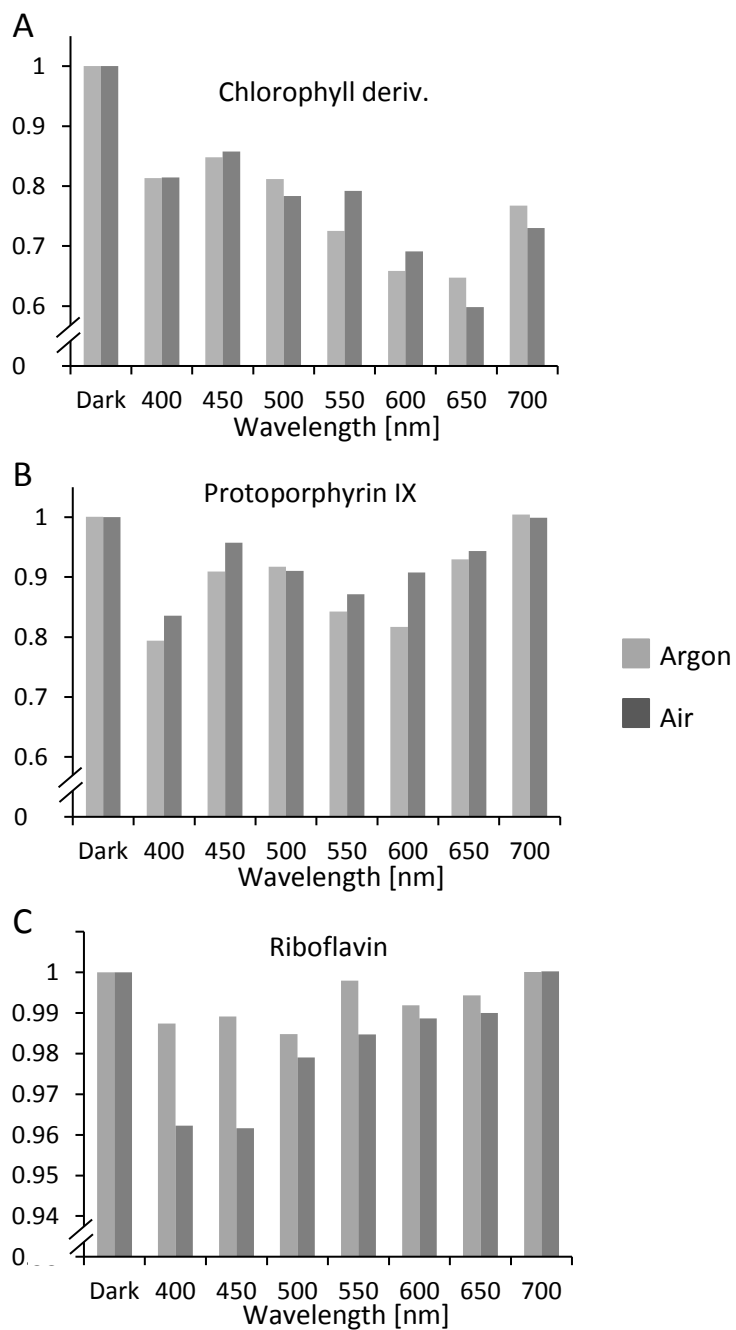 A
Chlorophyll deriv.
1
0.9
0.8
0.7
0.6
0
Dark 400 450 500 550 600 650 700
Wavelength [nm]
B
Protoporphyrin IX
1
0.9
0.8
0.7
0.6
0
Dark 400 450 500 550 600 650 700
Wavelength [nm]
Argon
Air
C
Riboflavin
1
0.99
0.98
0.97
0.96
0.95
0.94
0
Dark 400 450 500 550 600 650 700
Wavelength [nm]